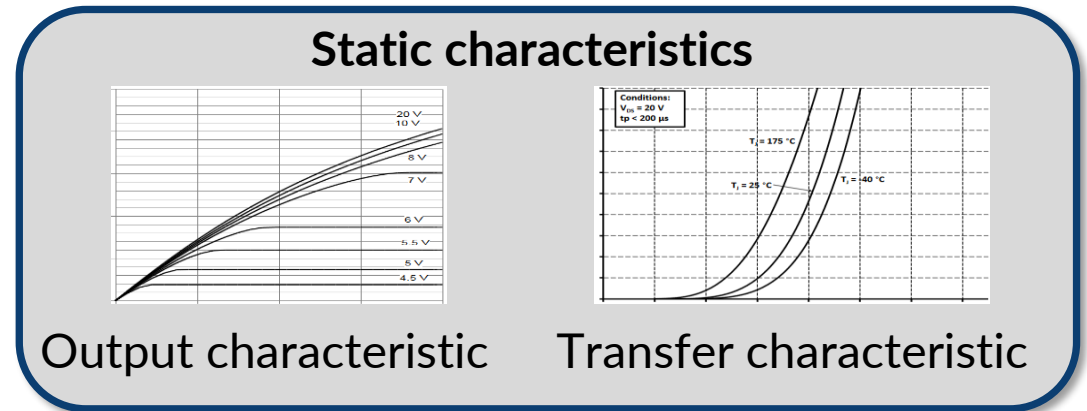 Static characteristics
20 V
10 V
8 V
7 V
6 V
5.5 V
5 V
4.5 V
Conditions:
V_DS = 20 V
tp < 200 µs
T_J = 175 °C
T_J = 25 °C
T_J = -40 °C
Output characteristic
Transfer characteristic